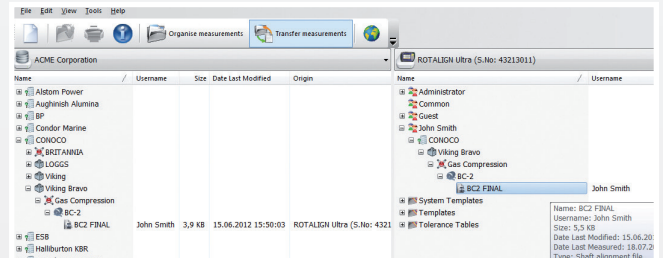 File Edit View Tools Help
Organise measurements Transfer measurements
ACME Corporation
Name / Username Size Date Last Modified Origin
Alstom Power
Aughinish Alumina
BP
Condor Marine
CONOCO
BRITANNIA
LOGGS
Viking
Viking Bravo
Gas Compression
BC-2
BC2 FINAL John Smith 3,9 KB 15.06.2012 15:50:03 ROTALIGN Ultra (S.No: 4321
ESB
Halliburton KBR
ROTALIGN Ultra (S.No: 43213011)
Name / Username
Administrator
Common
Guest
John Smith
CONOCO
Viking Bravo
Gas Compression
BC-2
BC2 FINAL John Smith
System Templates
Templates
Tolerance Tables
Name: BC2 FINAL
Username: John Smith
Size: 5,5 KB
Date Last Modified: 15.06.20
Date Last Measured: 18.07.20
Type: Shaft alignment file